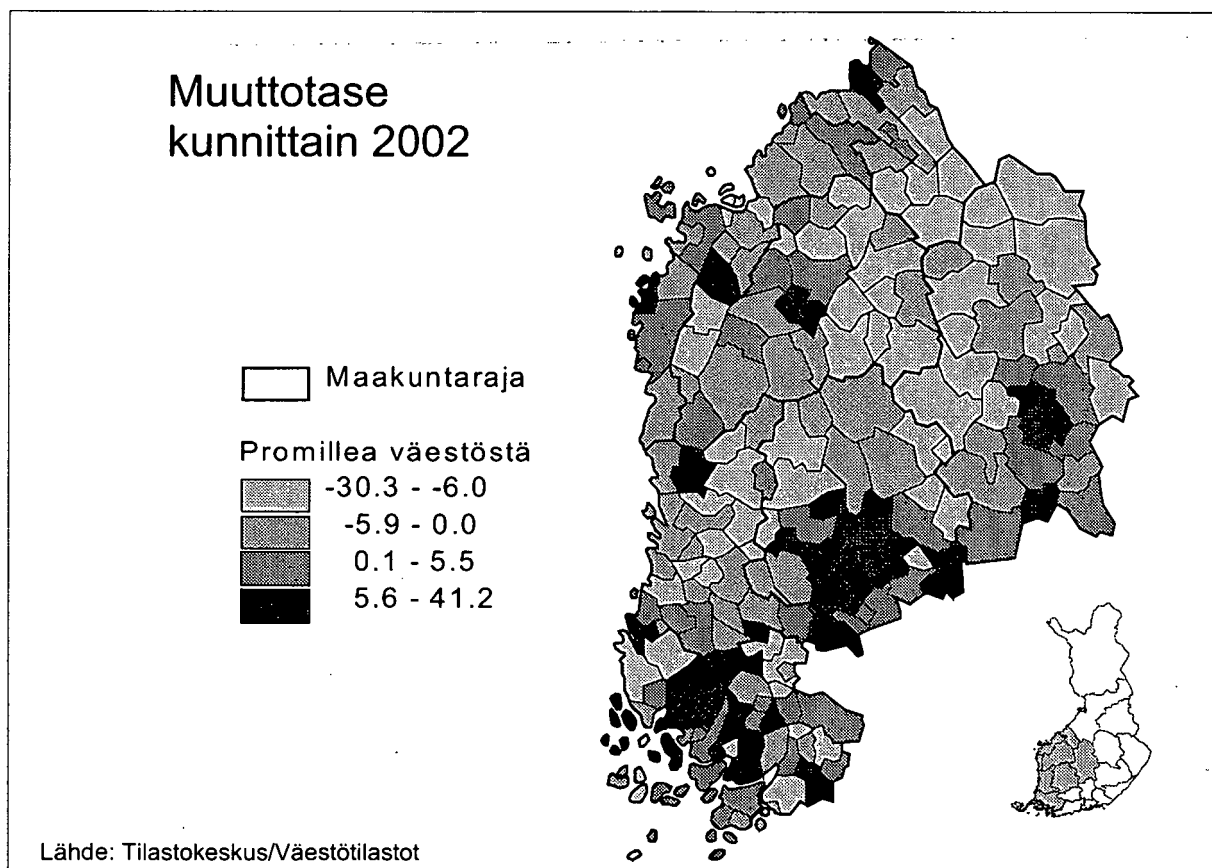 Muuttotase
kunnittain 2002
Maakuntaraja
Promillea väestöstä
-30.3 - -6.0
-5.9 - 0.0
0.1 - 5.5
5.6 - 41.2
Lähde: Tilastokeskus/Väestötilastot